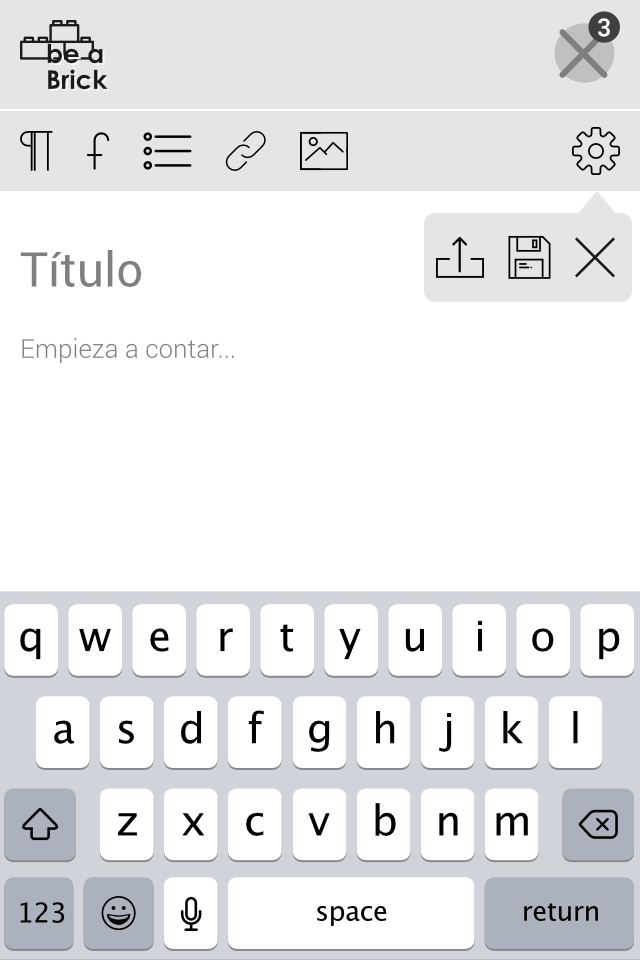 3
be a
Brick
Título
Empieza a contar...
q w e r t y u i o p
a s d f g h j k l
z x c v b n m
123 space return